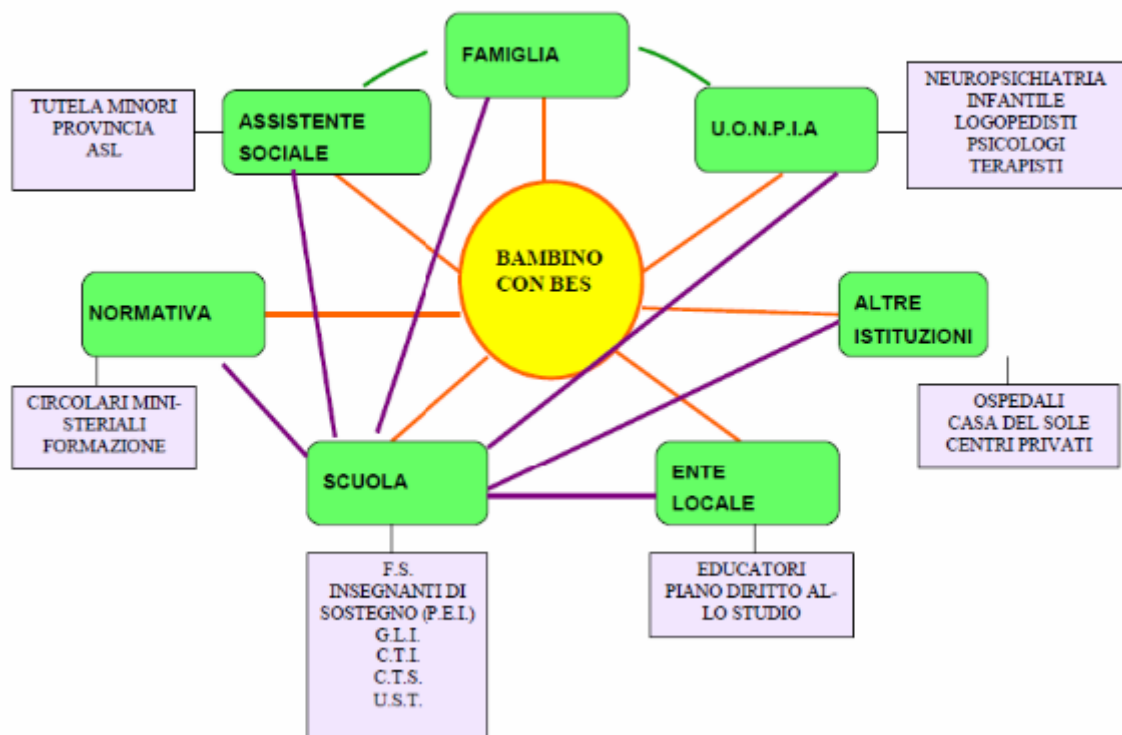 FAMIGLIA
TUTELA MINORI
PROVINCIA
ASL
ASSISTENTE
SOCIALE
U.O.N.P.I.A
NEUROPSICHIATRIA
INFANTILE
LOGOPEDISTI
PSICOLOGI
TERAPISTI
BAMBINO
CON BES
NORMATIVA
ALTRE
ISTITUZIONI
CIRCOLARI MINI-
STERIALI
FORMAZIONE
OSPEDALI
CASA DEL SOLE
CENTRI PRIVATI
SCUOLA
ENTE
LOCALE
F.S.
INSEGNANTI DI
SOSTEGNO (P.E.I.)
G.L.I.
C.T.I.
C.T.S.
U.S.T.
EDUCATORI
PIANO DIRITTO AL-
LO STUDIO